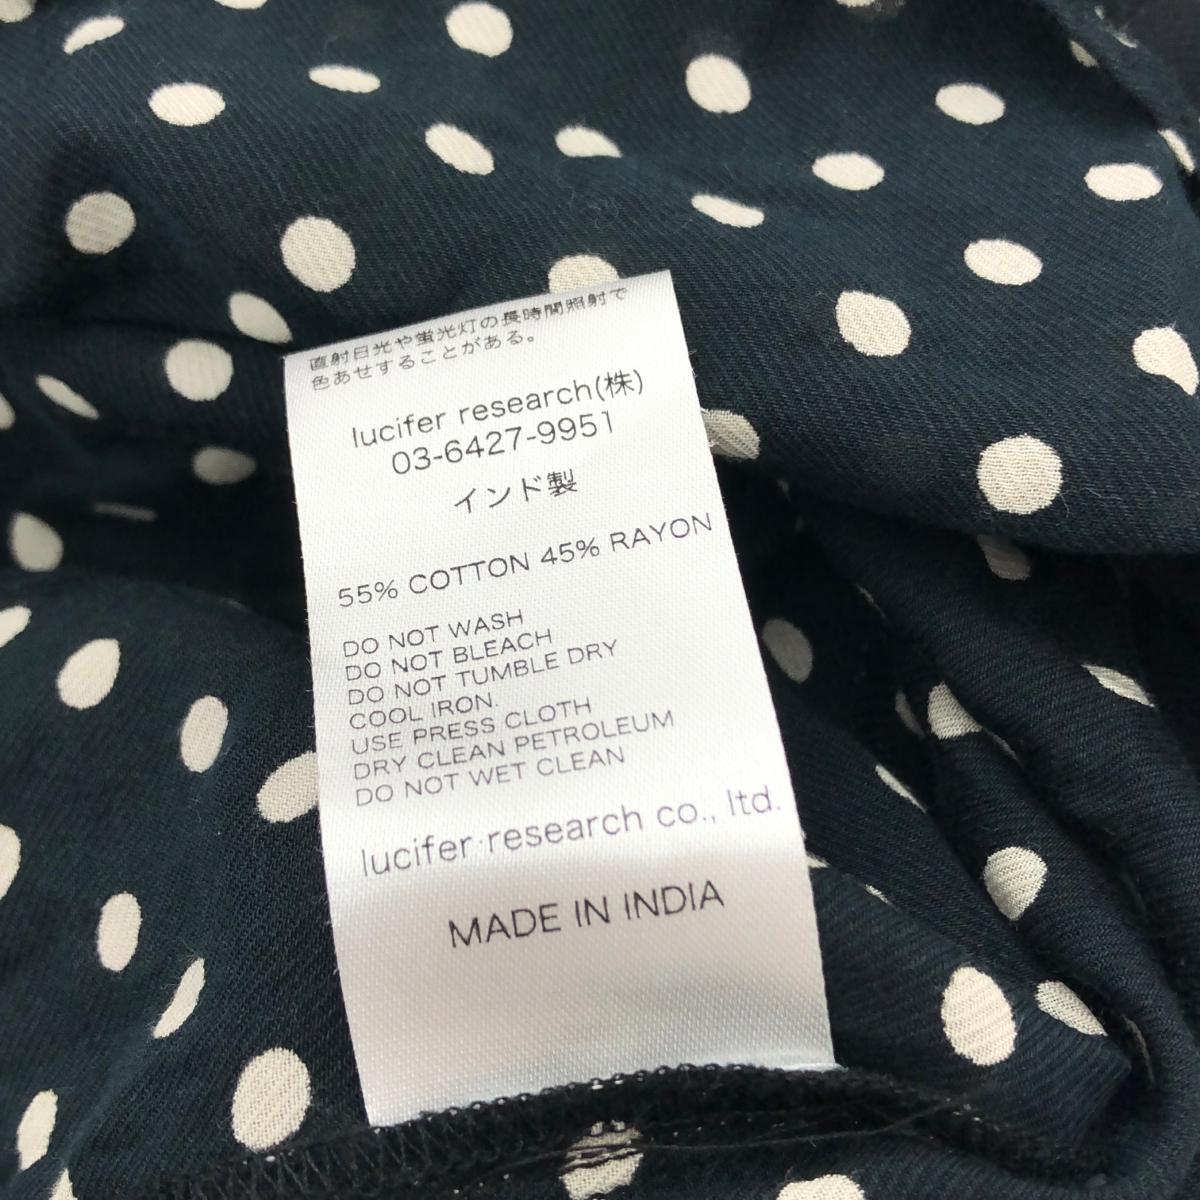 直射日光や蛍光灯の長時間照射で
色あせすることがある。
lucifer research(株)
03-6427-9951
インド製
55% COTTON 45% RAYON
DO NOT WASH
DO NOT BLEACH
DO NOT TUMBLE DRY
COOL IRON.
USE PRESS CLOTH
DRY CLEAN PETROLEUM
DO NOT WET CLEAN
lucifer research co., ltd.
MADE IN INDIA